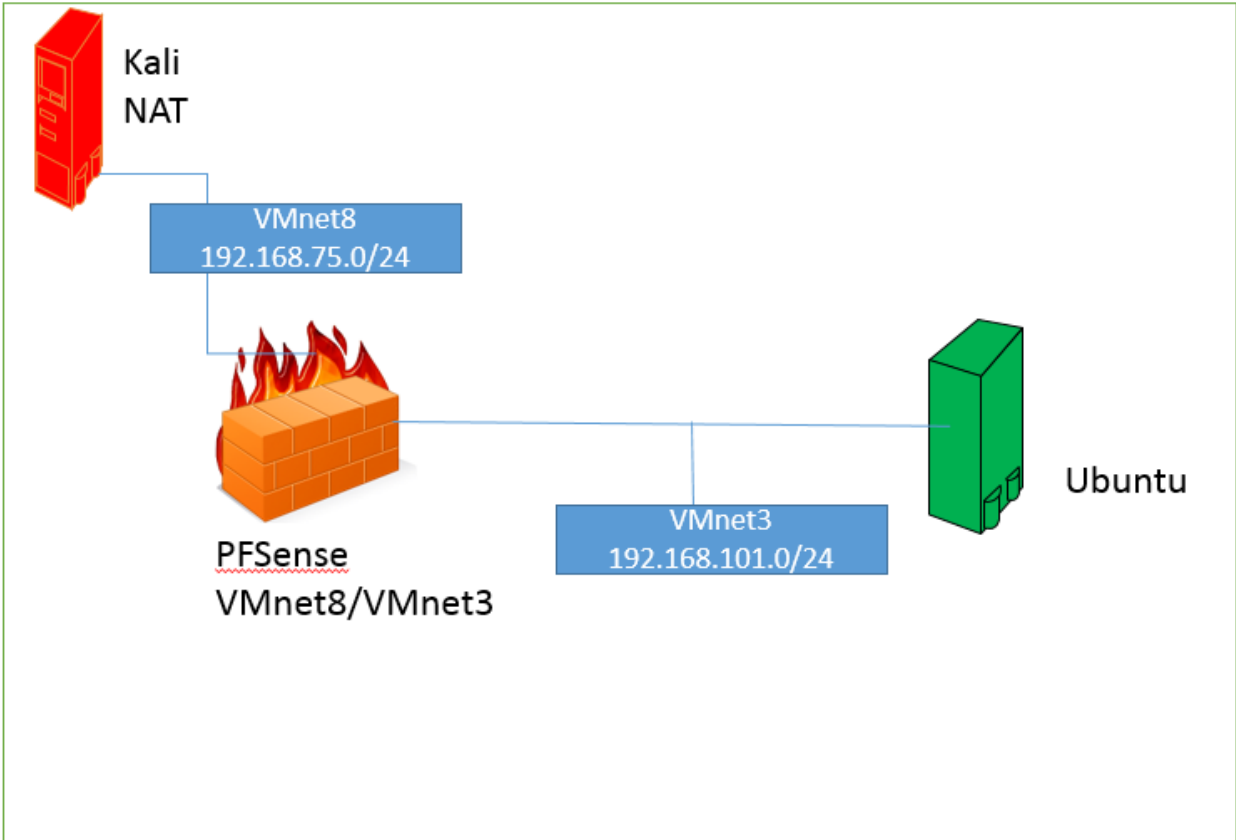 Kali
NAT
VMnet8
192.168.75.0/24
PFSense
VMnet8/VMnet3
VMnet3
192.168.101.0/24
Ubuntu